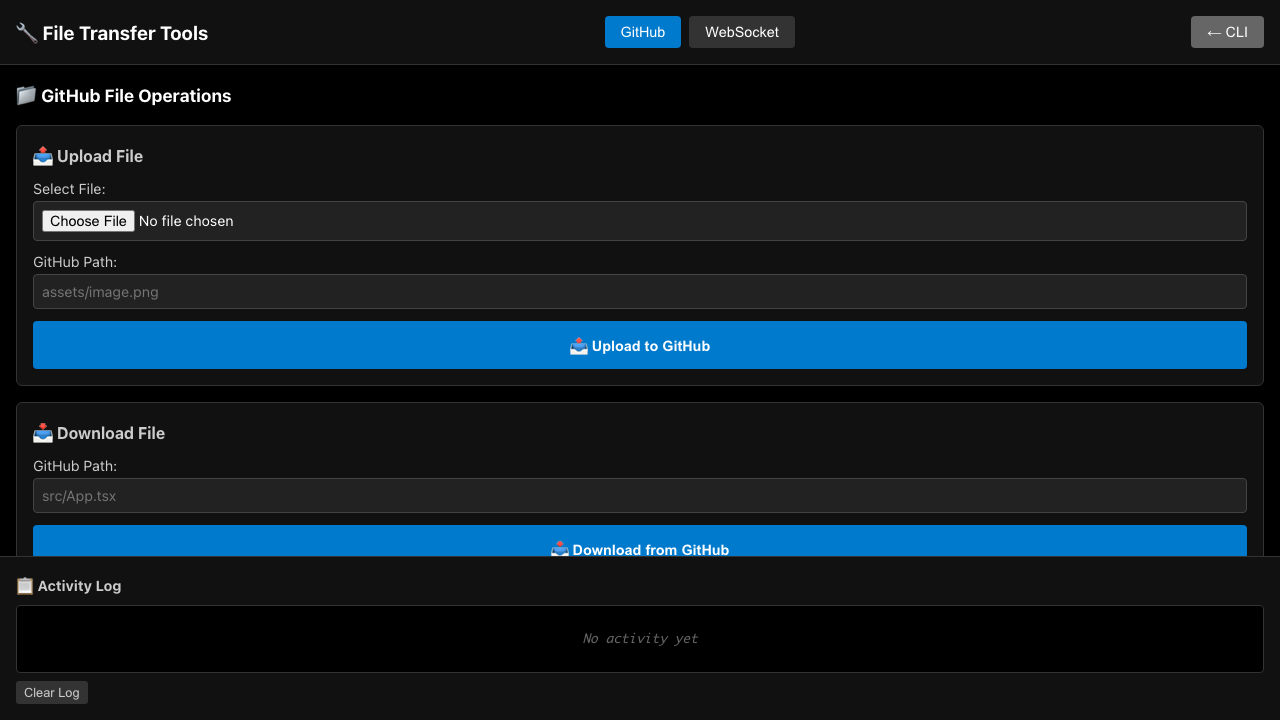 File Transfer Tools
GitHub
WebSocket
← CLI
GitHub File Operations
Upload File
Select File:
Choose File No file chosen
GitHub Path:
assets/image.png
Upload to GitHub
Download File
GitHub Path:
src/App.tsx
Download from GitHub
Activity Log
No activity yet
Clear Log